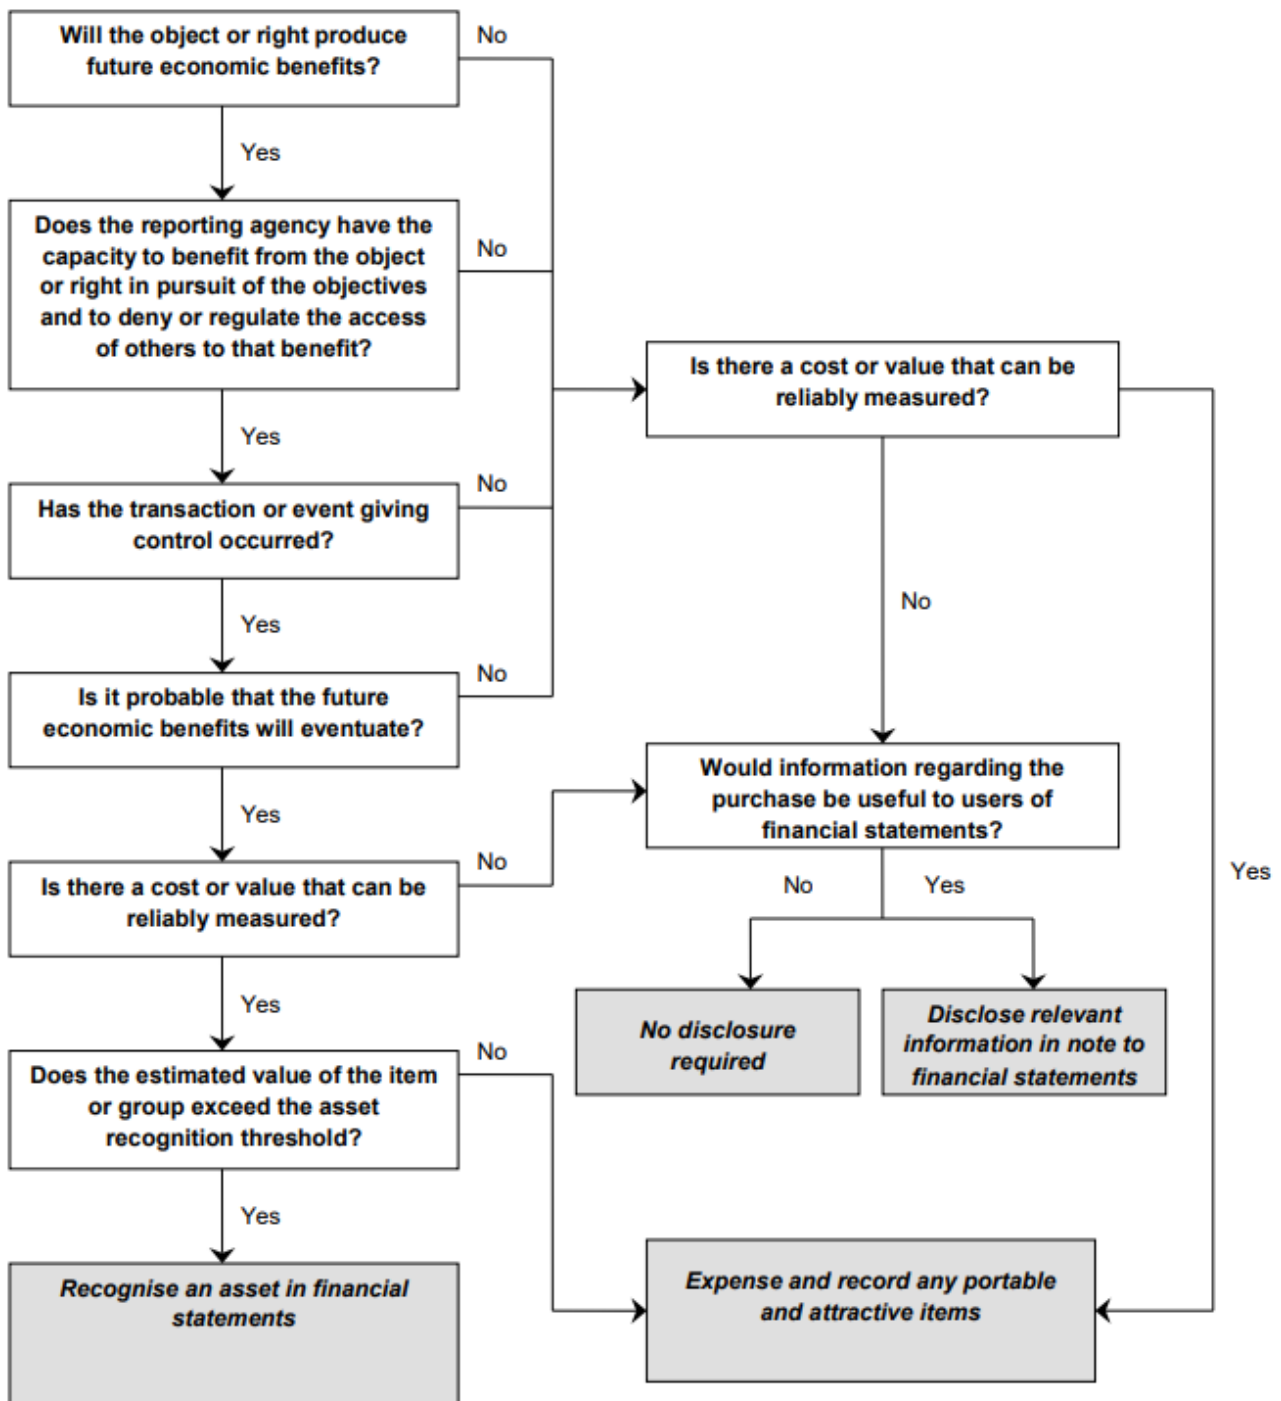 Will the object or right produce
future economic benefits?
No
Yes
Does the reporting agency have the
capacity to benefit from the object
or right in pursuit of the objectives
and to deny or regulate the access
of others to that benefit?
No
Yes
Has the transaction or event giving
control occurred?
No
Yes
Is it probable that the future
economic benefits will eventuate?
No
Yes
Is there a cost or value that can be
reliably measured?
No
Yes
Does the estimated value of the item
or group exceed the asset
recognition threshold?
No
Yes
Recognise an asset in financial
statements
Is there a cost or value that can be
reliably measured?
No
Yes
Would information regarding the
purchase be useful to users of
financial statements?
No
Yes
No disclosure
required
Disclose relevant
information in note to
financial statements
Expense and record any portable
and attractive items